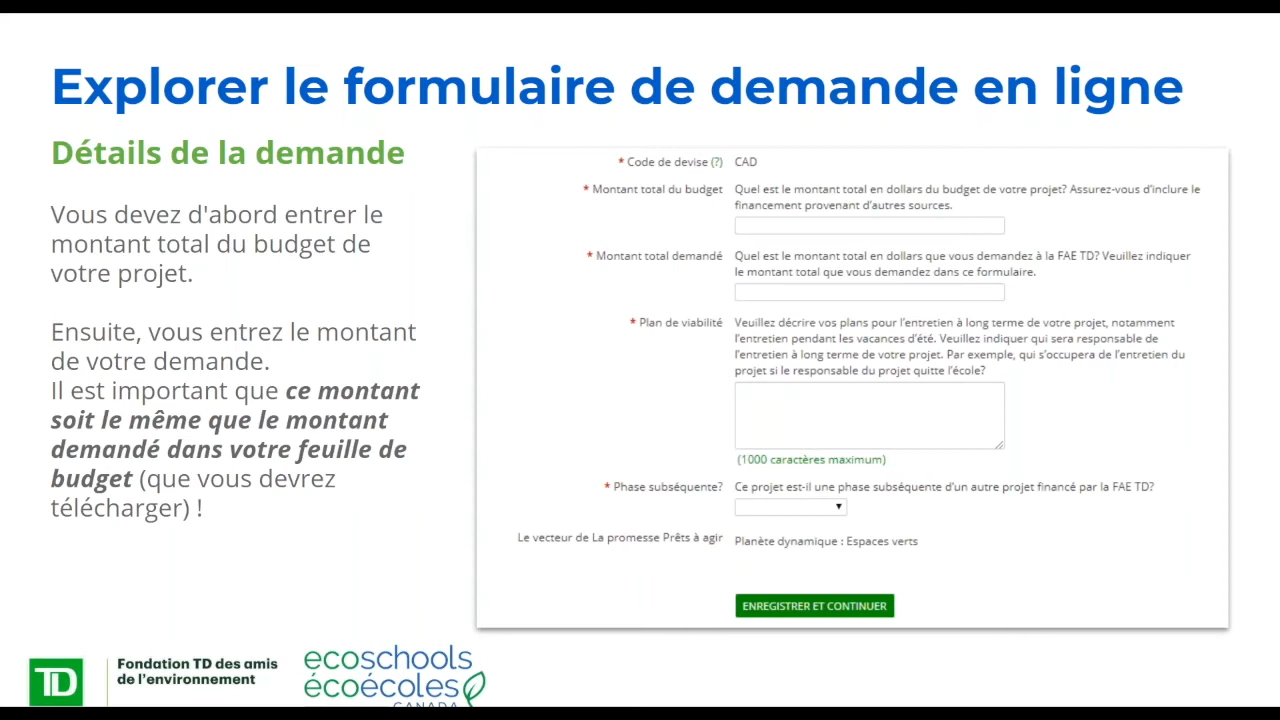 Explorer le formulaire de demande en ligne
Détails de la demande
Vous devez d'abord entrer le
montant total du budget de
votre projet.
Ensuite, vous entrez le montant
de votre demande.
Il est important que ce montant
soit le même que le montant
demandé dans votre feuille de
budget (que vous devrez
télécharger) !
* Code de devise (?) CAD
* Montant total du budget Quel est le montant total en dollars du budget de votre projet? Assurez-vous d'inclure le
financement provenant d'autres sources.
* Montant total demandé Quel est le montant total en dollars que vous demandez à la FAE TD? Veuillez indiquer
le montant total que vous demandez dans ce formulaire.
* Plan de viabilité Veuillez décrire vos plans pour l'entretien à long terme de votre projet, notamment
l'entretien pendant les vacances d'été. Veuillez indiquer qui sera responsable de
l'entretien à long terme de votre projet. Par exemple, qui s'occupera de l'entretien du
projet si le responsable du projet quitte l'école?
(1000 caractères maximum)
* Phase subséquente? Ce projet est-il une phase subséquente d'un autre projet financé par la FAE TD?
Le vecteur de La promesse Prêts à agir Planète dynamique : Espaces verts
ENREGISTRER ET CONTINUER
TD
Fondation TD des amis
de l'environnement
ecoschools
écoécoles
CANADA